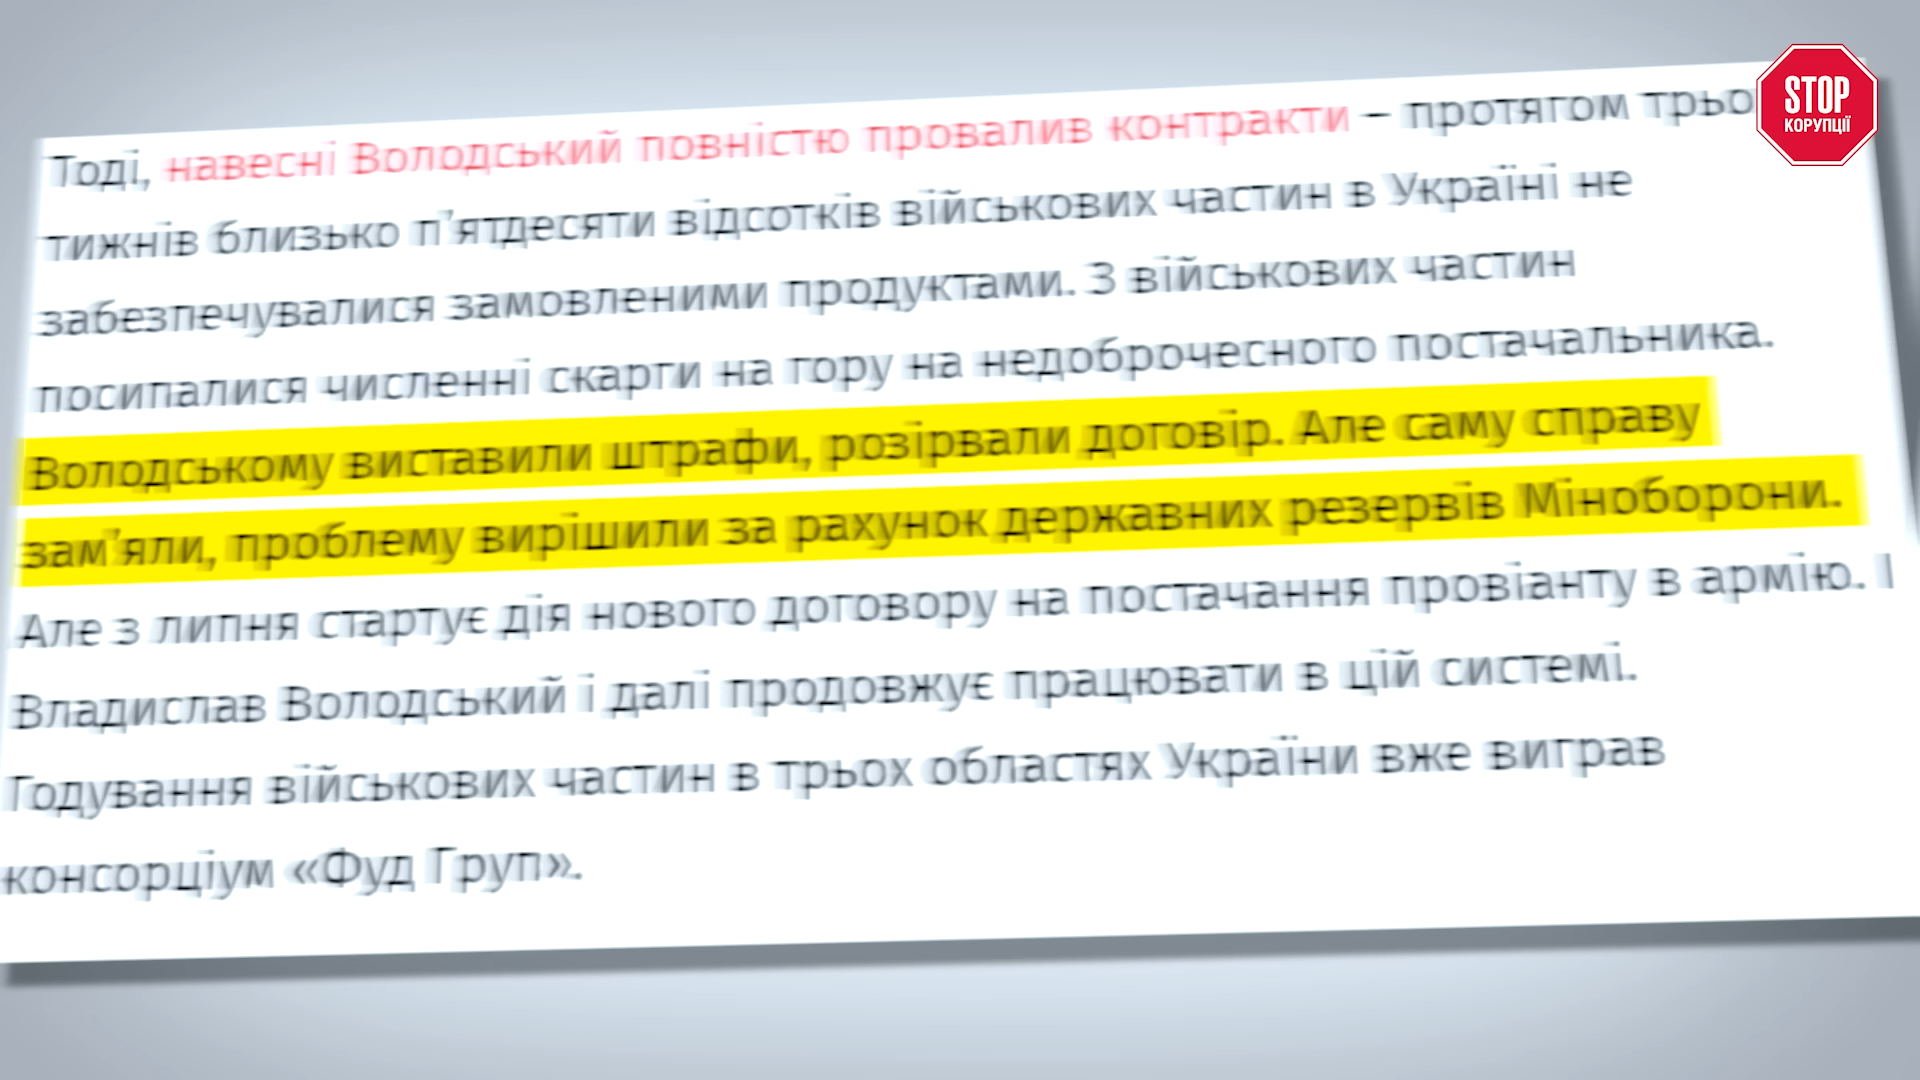 STOP
КОРУПЦІЇ
Тоді, навесні Володський повністю провалив контракти – протягом трьо
тижнів близько п'ятдесяти відсотків військових частин в Україні не
забезпечувалися замовленими продуктами. З військових частин
посипалися численні скарги на гору на недоброчесного постачальника.
Володському виставили штрафи, розірвали договір. Але саму справу
зам'яли, проблему вирішили за рахунок державних резервів Міноборони.
Але з липня стартує дія нового договору на постачання провіанту в армію. І
Владислав Володський і далі продовжує працювати в цій системі.
Годування військових частин в трьох областях України вже виграв
консорціум «Фуд Груп».